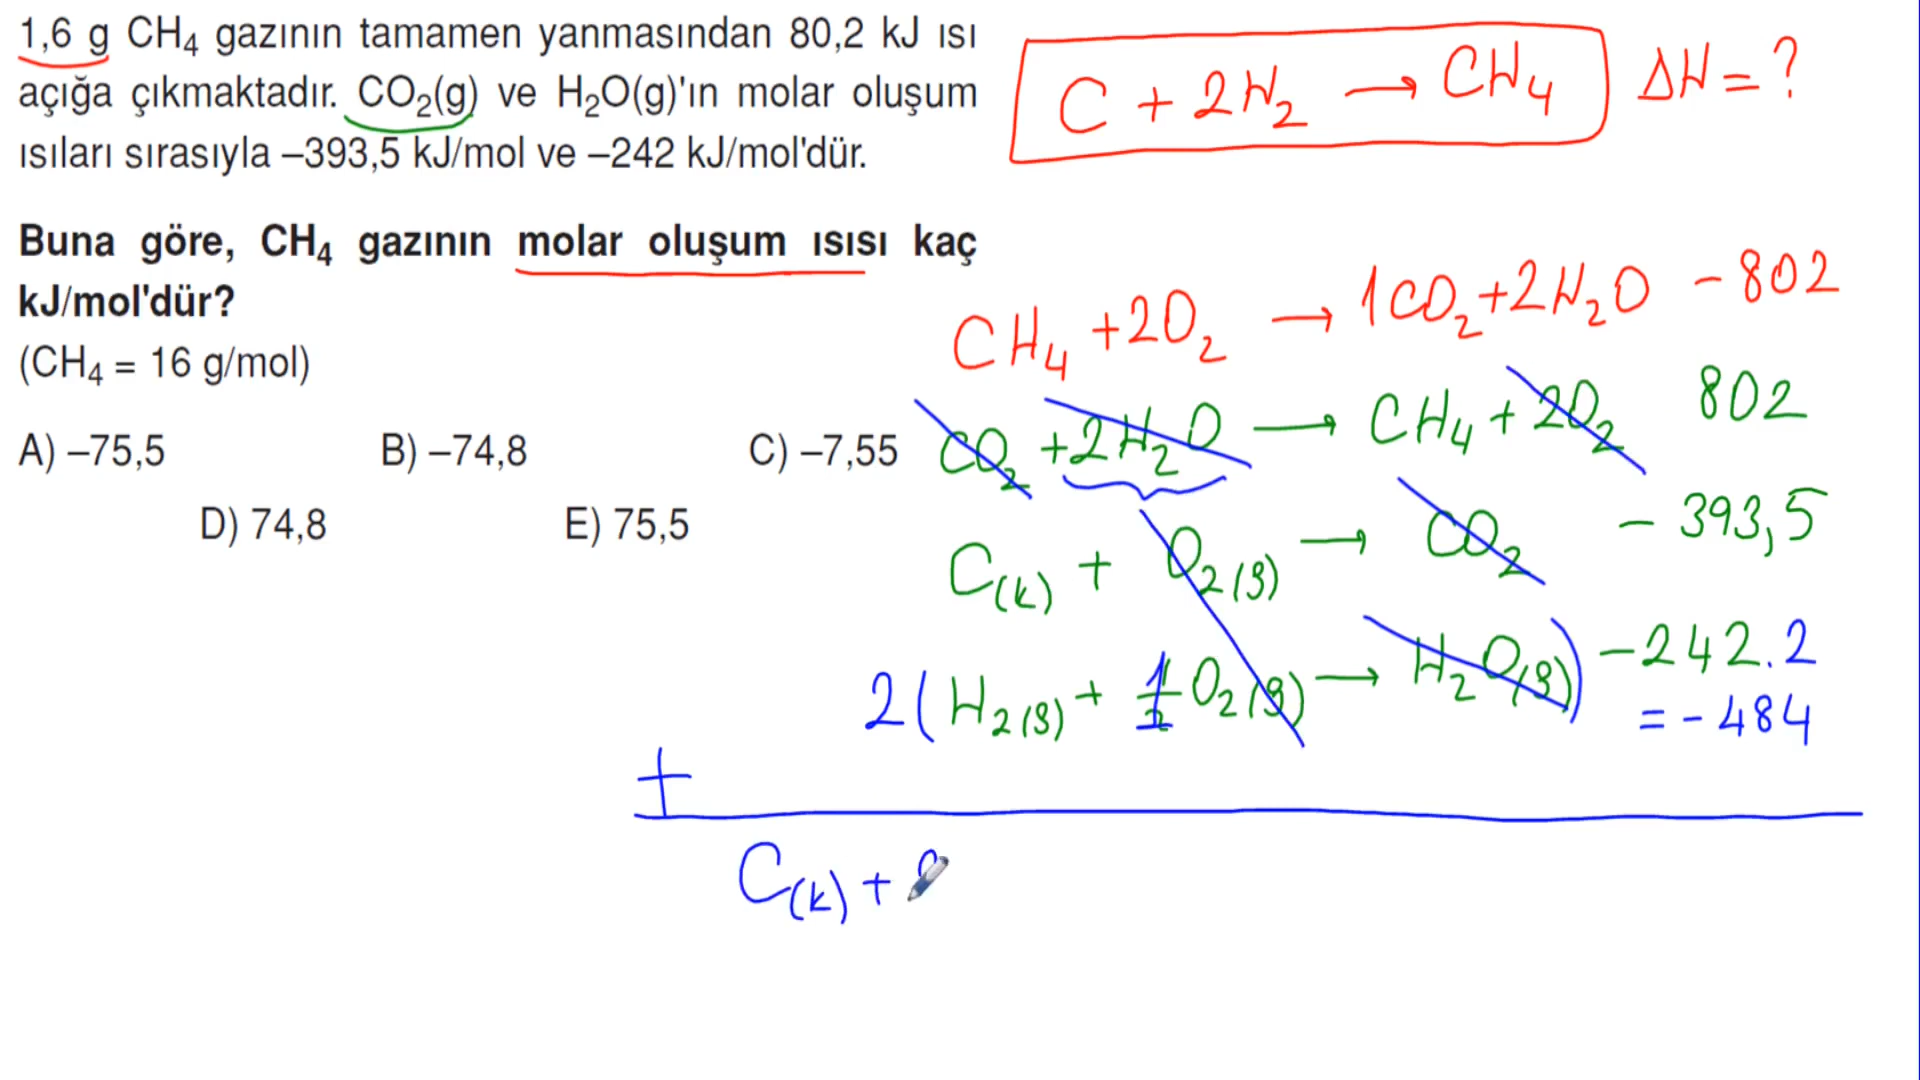 1,6 g CH₄ gazının tamamen yanmasından 80,2 kJ ısı
açığa çıkmaktadır. CO₂(g) ve H₂O(g)'ın molar oluşum
ısıları sırasıyla –393,5 kJ/mol ve –242 kJ/mol'dür.
Buna göre, CH₄ gazının molar oluşum ısısı kaç
kJ/mol'dür?
(CH₄ = 16 g/mol)
A) –75,5 B) –74,8 C) –7,55
D) 74,8 E) 75,5
C + 2H₂ → CH₄ ΔH = ?
CH₄ + 2O₂ → 1CO₂ + 2H₂O - 802
CO₂ + 2H₂O → CH₄ + 2O₂ 802
C(k) + O₂(g) → CO₂ - 393,5
2(H₂(g) + 1/2 O₂(g) → H₂O(g)) -242.2
= - 484
+
C(k) +